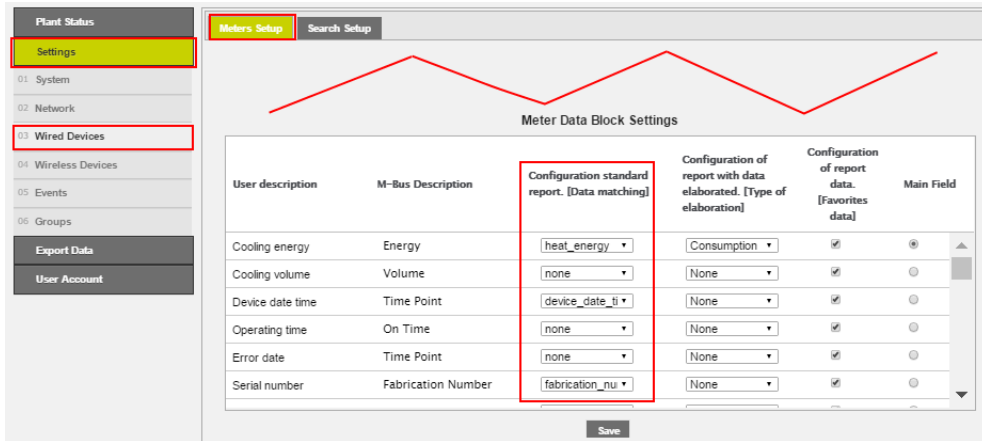 Plant Status
Settings
01 System
02 Network
03 Wired Devices
04 Wireless Devices
05 Events
06 Groups
Export Data
User Account
Meters Setup
Search Setup
Meter Data Block Settings
User description
M-Bus Description
Configuration standard
report. [Data matching]
Configuration of
report with data
elaborated. [Type of
elaboration]
Configuration
of report
data.
[Favorites
data]
Main Field
Cooling energy Energy heat_energy Consumption
Cooling volume Volume none None
Device date time Time Point device_date_ti None
Operating time On Time none None
Error date Time Point none None
Serial number Fabrication Number fabrication_nu None
Save